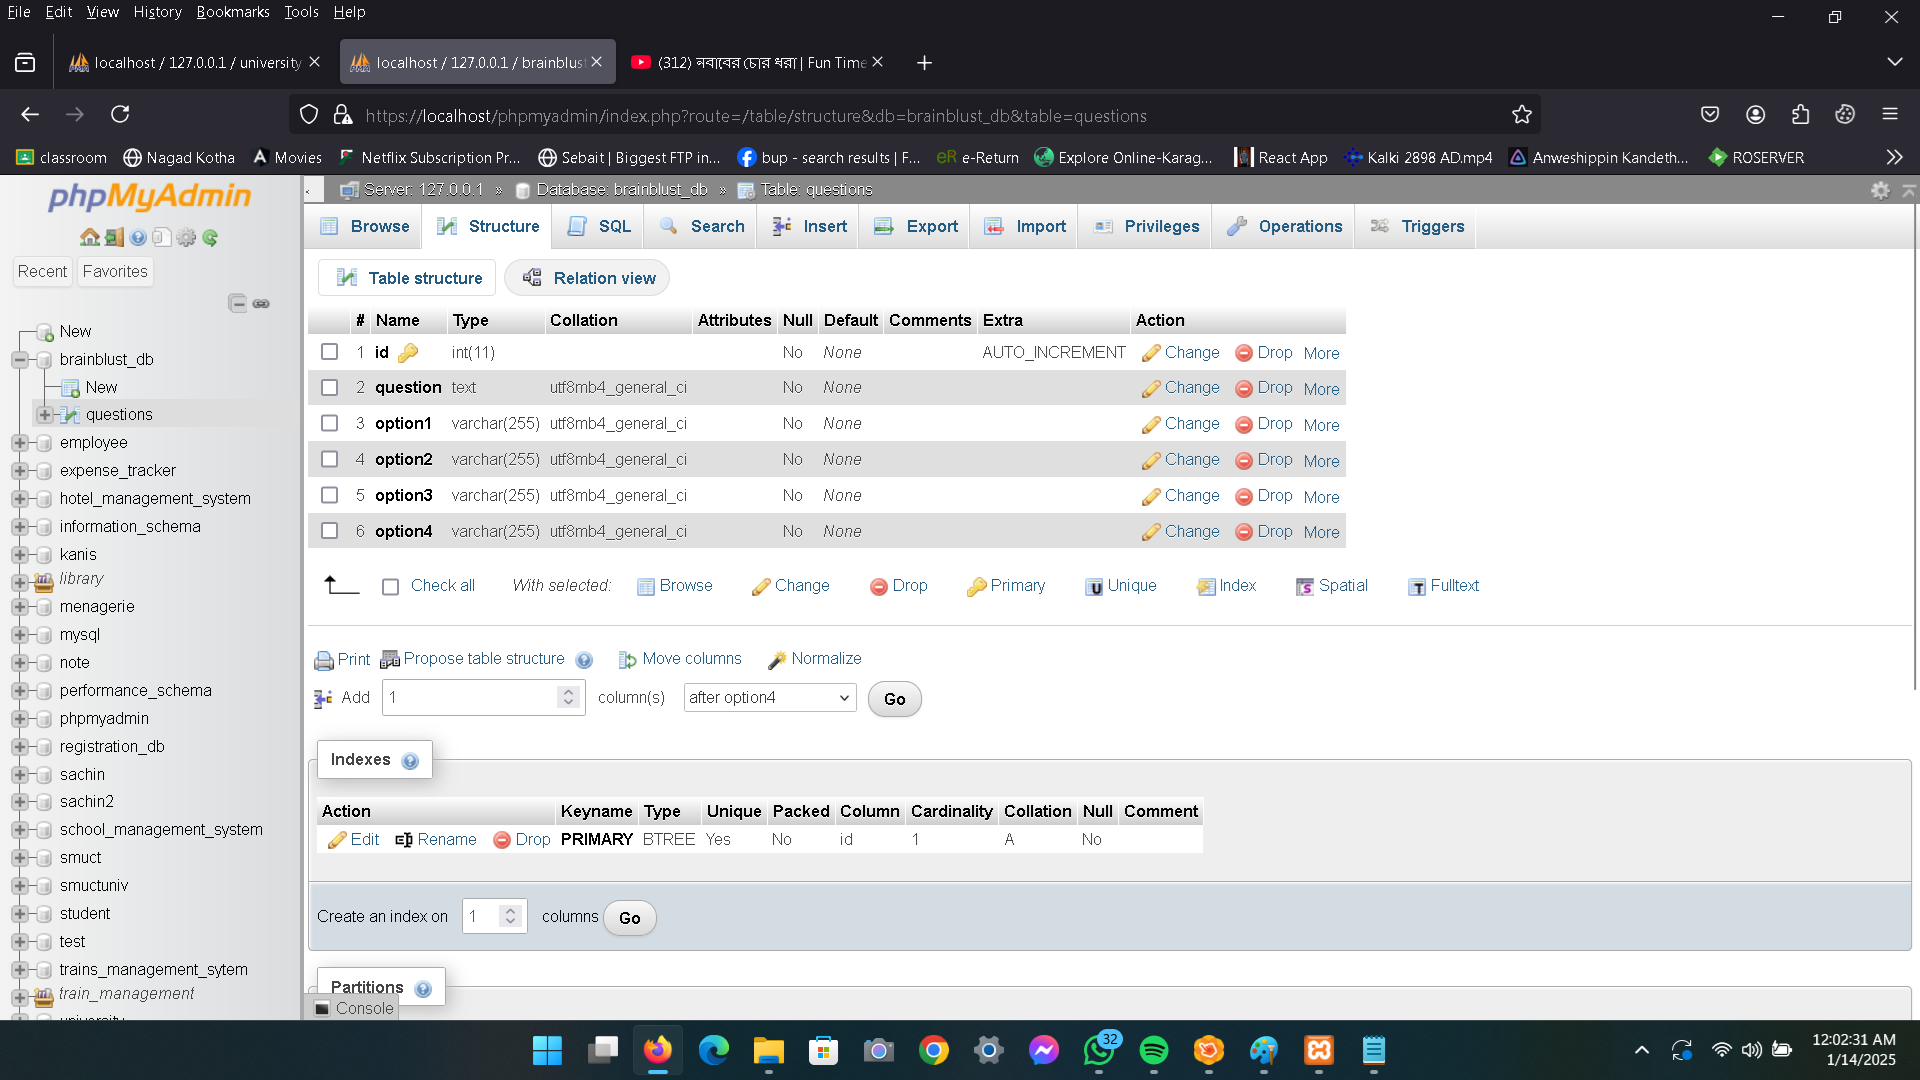 File Edit View History Bookmarks Tools Help
localhost / 127.0.0.1 / university
localhost / 127.0.0.1 / brainblust
(312) নবাবের চোর ধরা | Fun Time
https://localhost/phpmyadmin/index.php?route=/table/structure&db=brainblust_db&table=questions
classroom Nagad Kotha Movies Netflix Subscription Pr... Sebait | Biggest FTP in... bup - search results | F... e-Return Explore Online-Karag... React App Kalki 2898 AD.mp4 Anweshippin Kandeth... ROSERVER
phpMyAdmin
Recent Favorites
New
brainblust_db
New
questions
employee
expense_tracker
hotel_management_system
information_schema
kanis
library
menagerie
mysql
note
performance_schema
phpmyadmin
registration_db
sachin
sachin2
school_management_system
smuct
smuctuniv
student
test
trains_management_sytem
train_management
university
Server: 127.0.0.1 » Database: brainblust_db » Table: questions
Browse Structure SQL Search Insert Export Import Privileges Operations Triggers
Table structure Relation view
# Name Type Collation Attributes Null Default Comments Extra Action
1 id int(11) No None AUTO_INCREMENT Change Drop More
2 question text utf8mb4_general_ci No None Change Drop More
3 option1 varchar(255) utf8mb4_general_ci No None Change Drop More
4 option2 varchar(255) utf8mb4_general_ci No None Change Drop More
5 option3 varchar(255) utf8mb4_general_ci No None Change Drop More
6 option4 varchar(255) utf8mb4_general_ci No None Change Drop More
Check all With selected: Browse Change Drop Primary Unique Index Spatial Fulltext
Print Propose table structure Move columns Normalize
Add 1 column(s) after option4 Go
Indexes
Action Keyname Type Unique Packed Column Cardinality Collation Null Comment
Edit Rename Drop PRIMARY BTREE Yes No id 1 A No
Create an index on 1 columns Go
Partitions
Console
32
12:02:31 AM
1/14/2025